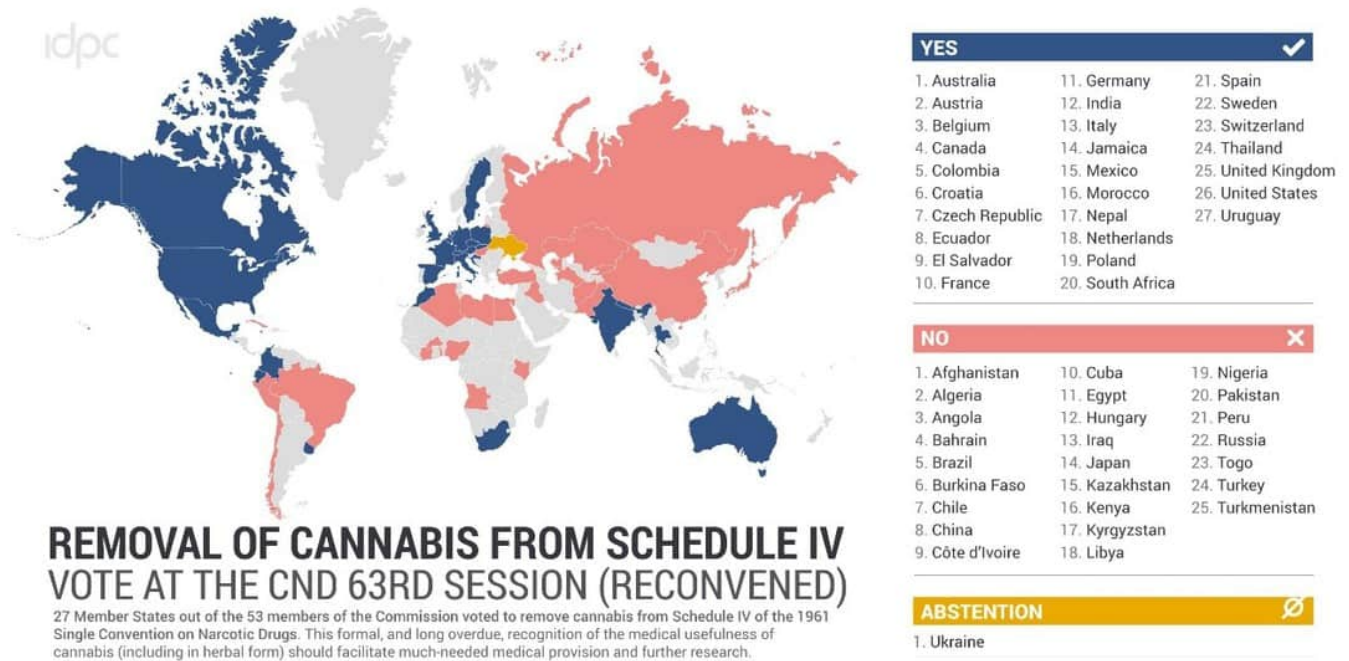 idpc
REMOVAL OF CANNABIS FROM SCHEDULE IV
VOTE AT THE CND 63RD SESSION (RECONVENED)
27 Member States out of the 53 members of the Commission voted to remove cannabis from Schedule IV of the 1961
Single Convention on Narcotic Drugs. This formal, and long overdue, recognition of the medical usefulness of
cannabis (including in herbal form) should facilitate much-needed medical provision and further research.
YES
1. Australia
2. Austria
3. Belgium
4. Canada
5. Colombia
6. Croatia
7. Czech Republic
8. Ecuador
9. El Salvador
10. France
11. Germany
12. India
13. Italy
14. Jamaica
15. Mexico
16. Morocco
17. Nepal
18. Netherlands
19. Poland
20. South Africa
21. Spain
22. Sweden
23. Switzerland
24. Thailand
25. United Kingdom
26. United States
27. Uruguay
NO
1. Afghanistan
2. Algeria
3. Angola
4. Bahrain
5. Brazil
6. Burkina Faso
7. Chile
8. China
9. Côte d'Ivoire
10. Cuba
11. Egypt
12. Hungary
13. Iraq
14. Japan
15. Kazakhstan
16. Kenya
17. Kyrgyzstan
18. Libya
19. Nigeria
20. Pakistan
21. Peru
22. Russia
23. Togo
24. Turkey
25. Turkmenistan
ABSTENTION
1. Ukraine